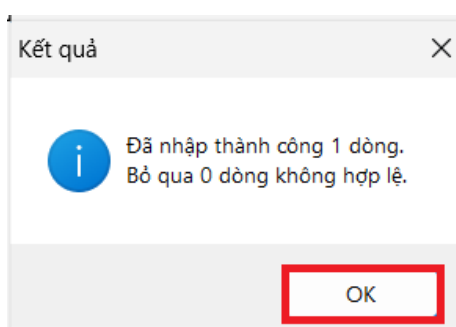 Kết quả
Đã nhập thành công 1 dòng.
Bỏ qua 0 dòng không hợp lệ.
OK